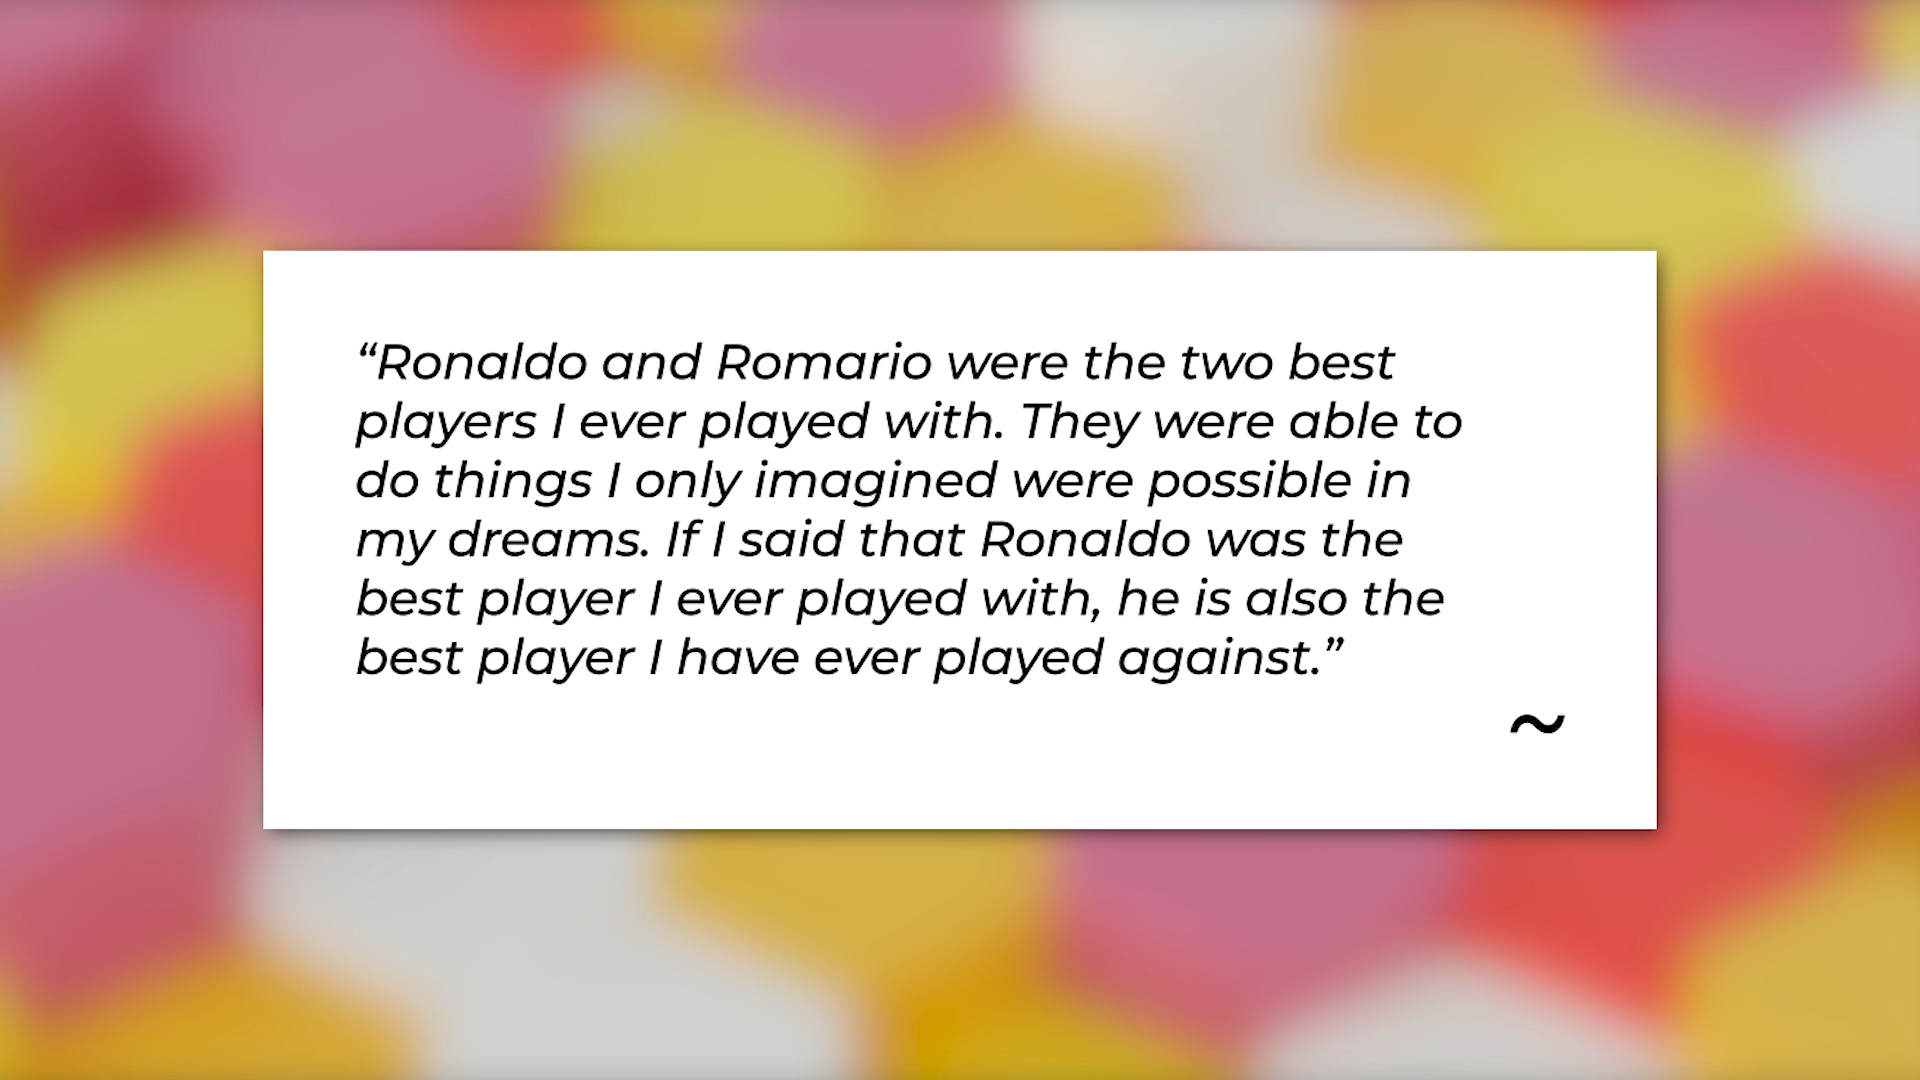 “Ronaldo and Romario were the two best
players I ever played with. They were able to
do things I only imagined were possible in
my dreams. If I said that Ronaldo was the
best player I ever played with, he is also the
best player I have ever played against.”
~